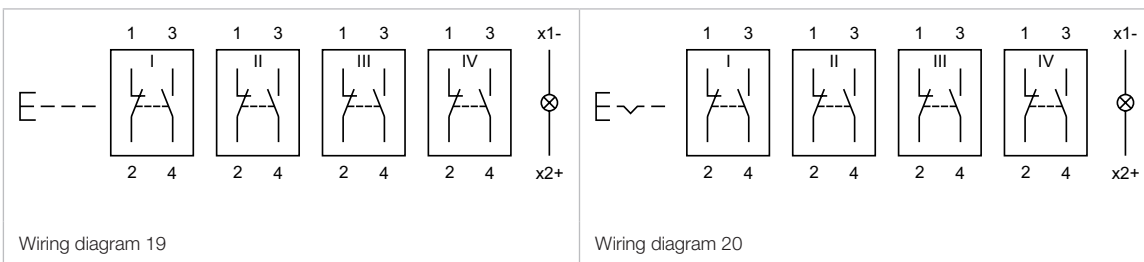 1 3 1 3 1 3 1 3 x1-
I II III IV
2 4 2 4 2 4 2 4 x2+
Wiring diagram 19
1 3 1 3 1 3 1 3 x1-
I II III IV
2 4 2 4 2 4 2 4 x2+
Wiring diagram 20